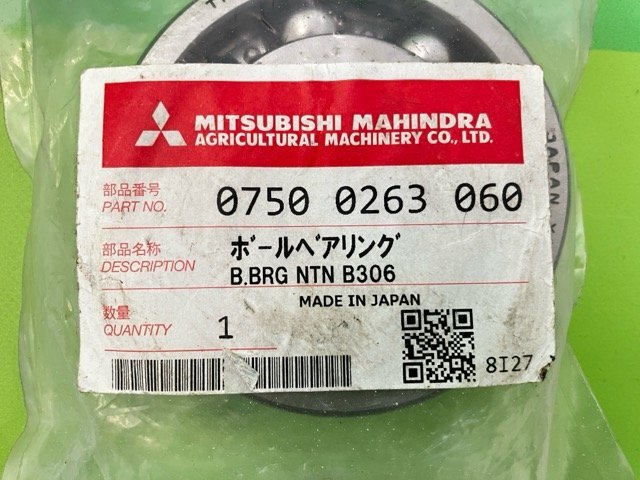 JAPAN
MITSUBISHI MAHINDRA
AGRICULTURAL MACHINERY CO., LTD.
部品番号
PART NO.
0750 0263 060
部品名称
DESCRIPTION
ﾎﾞｰﾙﾍﾞｱﾘﾝｸﾞ
B.BRG NTN B306
MADE IN JAPAN
数量
QUANTITY
1
8I27